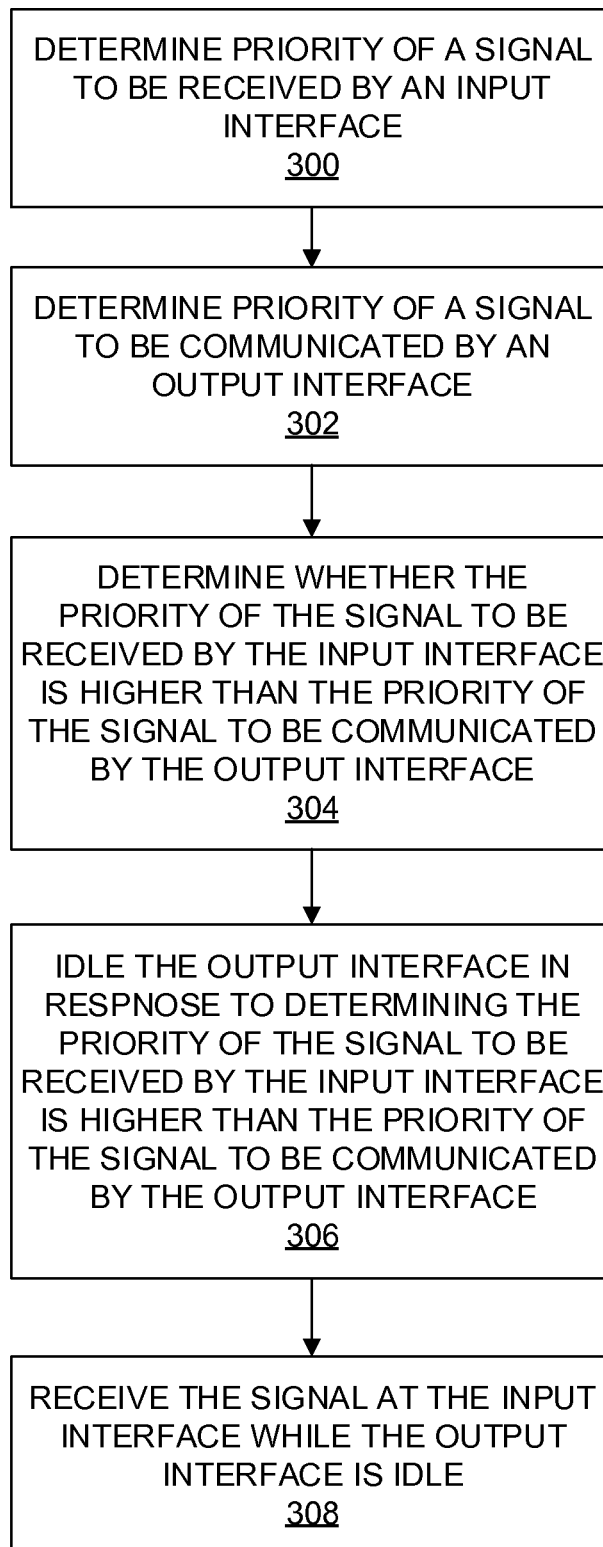 DETERMINE PRIORITY OF A SIGNAL
TO BE RECEIVED BY AN INPUT
INTERFACE
300
DETERMINE PRIORITY OF A SIGNAL
TO BE COMMUNICATED BY AN
OUTPUT INTERFACE
302
DETERMINE WHETHER THE
PRIORITY OF THE SIGNAL TO BE
RECEIVED BY THE INPUT INTERFACE
IS HIGHER THAN THE PRIORITY OF
THE SIGNAL TO BE COMMUNICATED
BY THE OUTPUT INTERFACE
304
IDLE THE OUTPUT INTERFACE IN
RESPNOSE TO DETERMINING THE
PRIORITY OF THE SIGNAL TO BE
RECEIVED BY THE INPUT INTERFACE
IS HIGHER THAN THE PRIORITY OF
THE SIGNAL TO BE COMMUNICATED
BY THE OUTPUT INTERFACE
306
RECEIVE THE SIGNAL AT THE INPUT
INTERFACE WHILE THE OUTPUT
INTERFACE IS IDLE
308